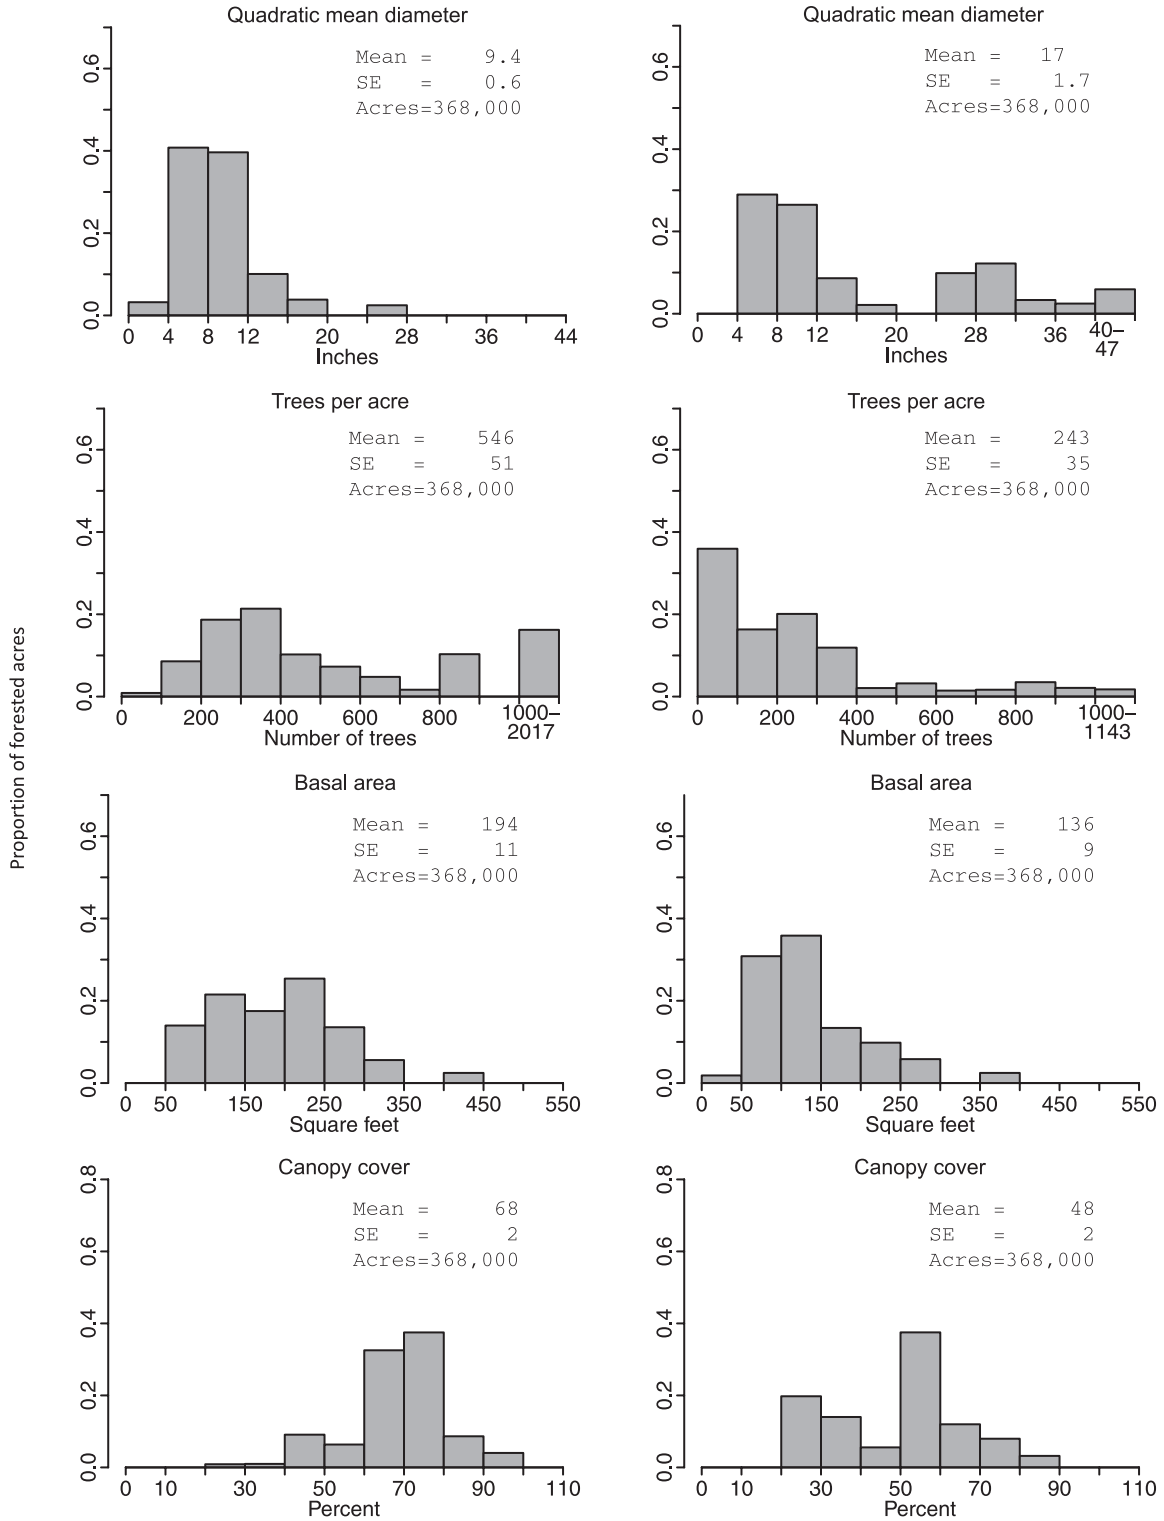 Proportion of forested acres
Quadratic mean diameter
Mean = 9.4
SE = 0.6
Acres=368,000
0.0 0.2 0.4 0.6
0 4 8 12 20 28 36 44
Inches
Quadratic mean diameter
Mean = 17
SE = 1.7
Acres=368,000
0.0 0.2 0.4 0.6
0 4 8 12 20 28 36 40–
47
Inches
Trees per acre
Mean = 546
SE = 51
Acres=368,000
0.0 0.2 0.4 0.6
0 200 400 600 800 1000–
2017
Number of trees
Trees per acre
Mean = 243
SE = 35
Acres=368,000
0.0 0.2 0.4 0.6
0 200 400 600 800 1000–
1143
Number of trees
Basal area
Mean = 194
SE = 11
Acres=368,000
0.0 0.2 0.4 0.6
0 50 150 250 350 450 550
Square feet
Basal area
Mean = 136
SE = 9
Acres=368,000
0.0 0.2 0.4 0.6
0 50 150 250 350 450 550
Square feet
Canopy cover
Mean = 68
SE = 2
Acres=368,000
0.0 0.2 0.4 0.6 0.8
0 10 30 50 70 90 110
Percent
Canopy cover
Mean = 48
SE = 2
Acres=368,000
0.0 0.2 0.4 0.6 0.8
0 10 30 50 70 90 110
Percent